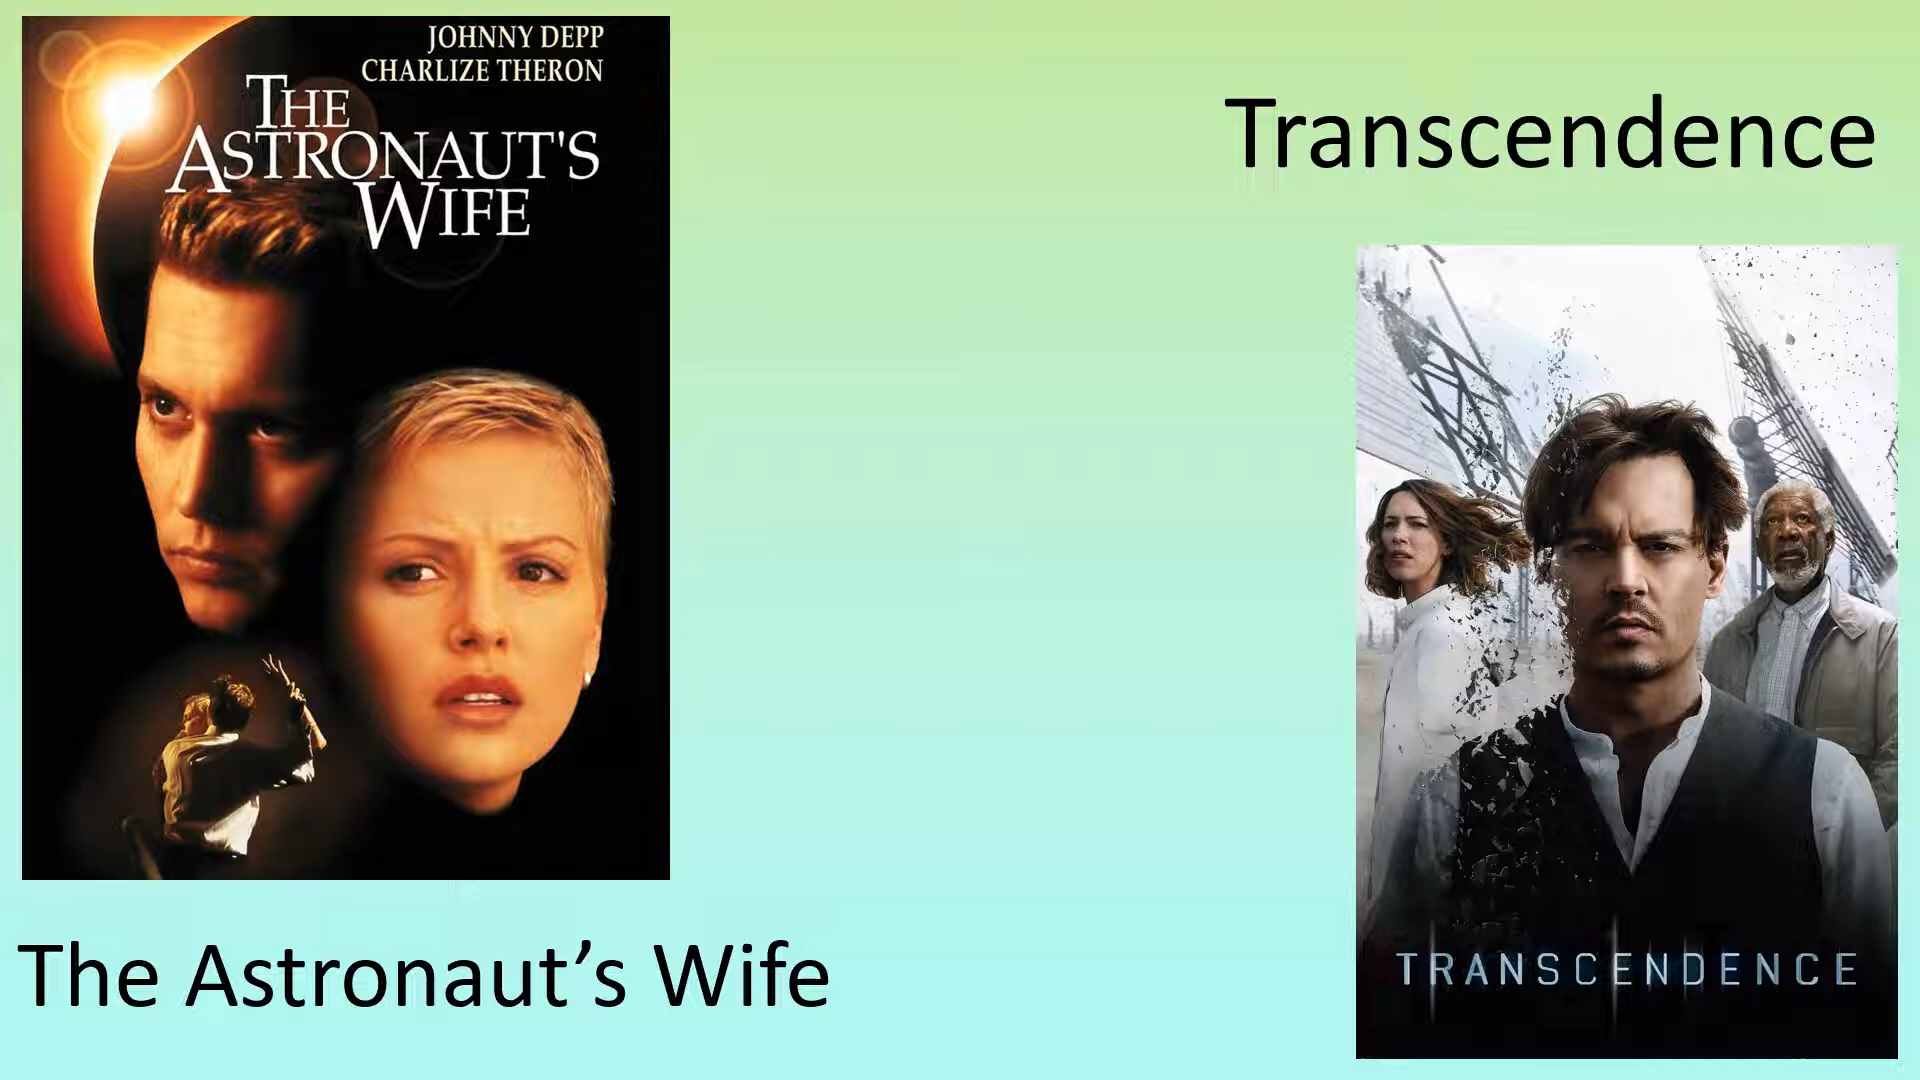 JOHNNY DEPP
CHARLIZE THERON
THE
ASTRONAUT'S
WIFE
The Astronaut’s Wife
Transcendence
TRANSCENDENCE